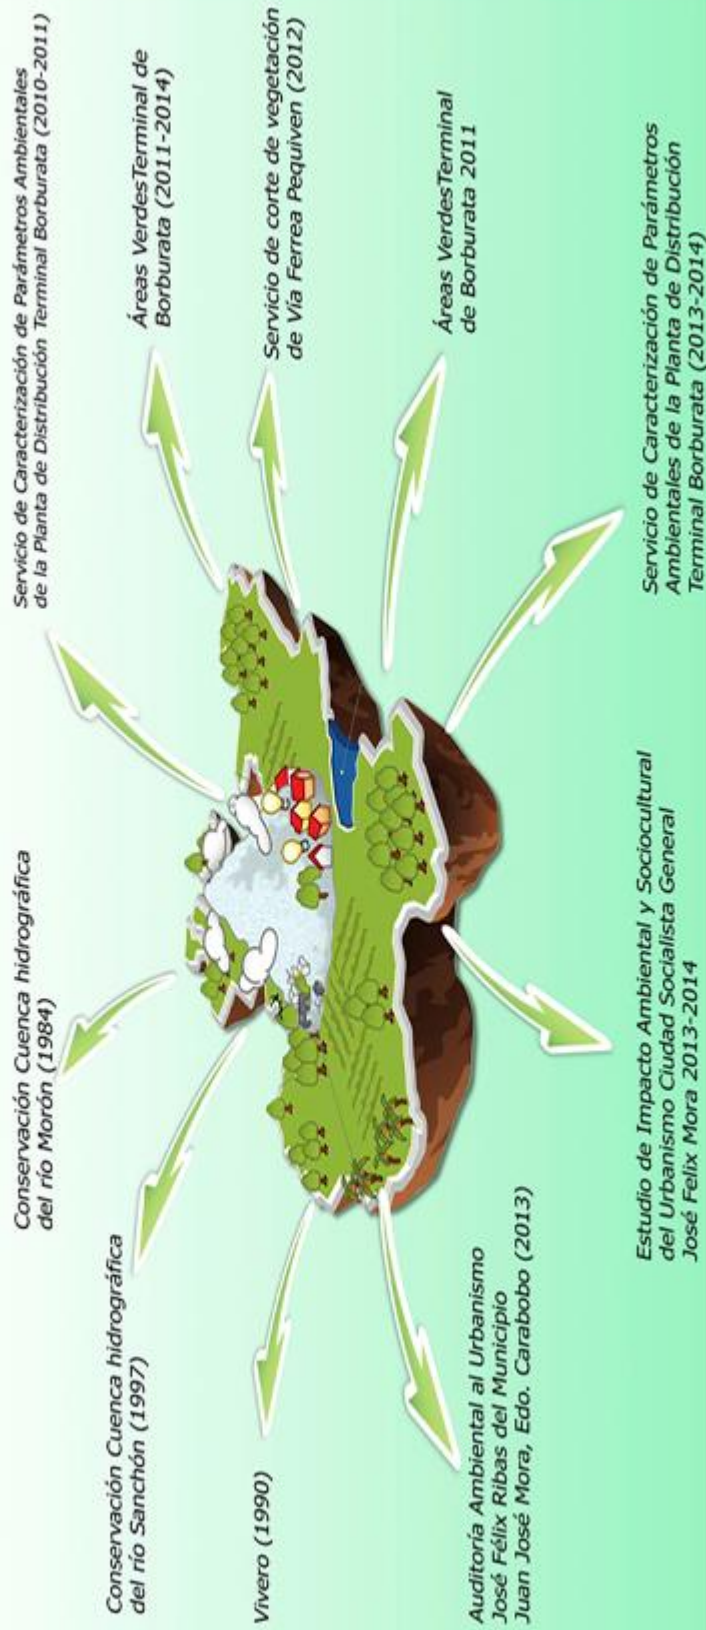 Conservación Cuenca hidrográfica
del río Morón (1984)
Servicio de Caracterización de Parámetros Ambientales
de la Planta de Distribución Terminal Borburata (2010-2011)
Conservación Cuenca hidrográfica
del río Sanchón (1997)
Áreas VerdesTerminal de
Borburata (2011-2014)
Vivero (1990)
Servicio de corte de vegetación
de Vía Ferrea Pequiven (2012)
Áreas VerdesTerminal
de Borburata 2011
Auditoría Ambiental al Urbanismo
José Félix Ribas del Municipio
Juan José Mora, Edo. Carabobo (2013)
Estudio de Impacto Ambiental y Sociocultural
del Urbanismo Ciudad Socialista General
José Felix Mora 2013-2014
Servicio de Caracterización de Parámetros
Ambientales de la Planta de Distribución
Terminal Borburata (2013-2014)